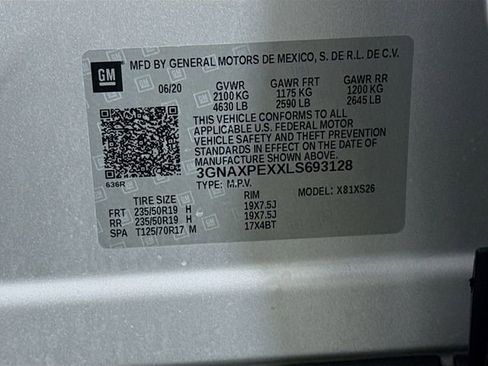 GM
MFD BY GENERAL MOTORS DE MEXICO, S. DE R.L. DE C.V.
06/20 GVWR GAWR FRT GAWR RR
2100 KG 1175 KG 1200 KG
4630 LB 2590 LB 2645 LB
THIS VEHICLE CONFORMS TO ALL
APPLICABLE U.S. FEDERAL MOTOR
VEHICLE SAFETY AND THEFT PREVENTION
STANDARDS IN EFFECT ON THE DATE OF
MANUFACTURE SHOWN ABOVE.
3GNAXPEXXLS693128
636R TYPE: M.P.V. MODEL: X81XS26
TIRE SIZE RIM
FRT 235/50R19 H 19X7.5J
RR 235/50R19 H 19X7.5J
SPA T125/70R17 M 17X4BT